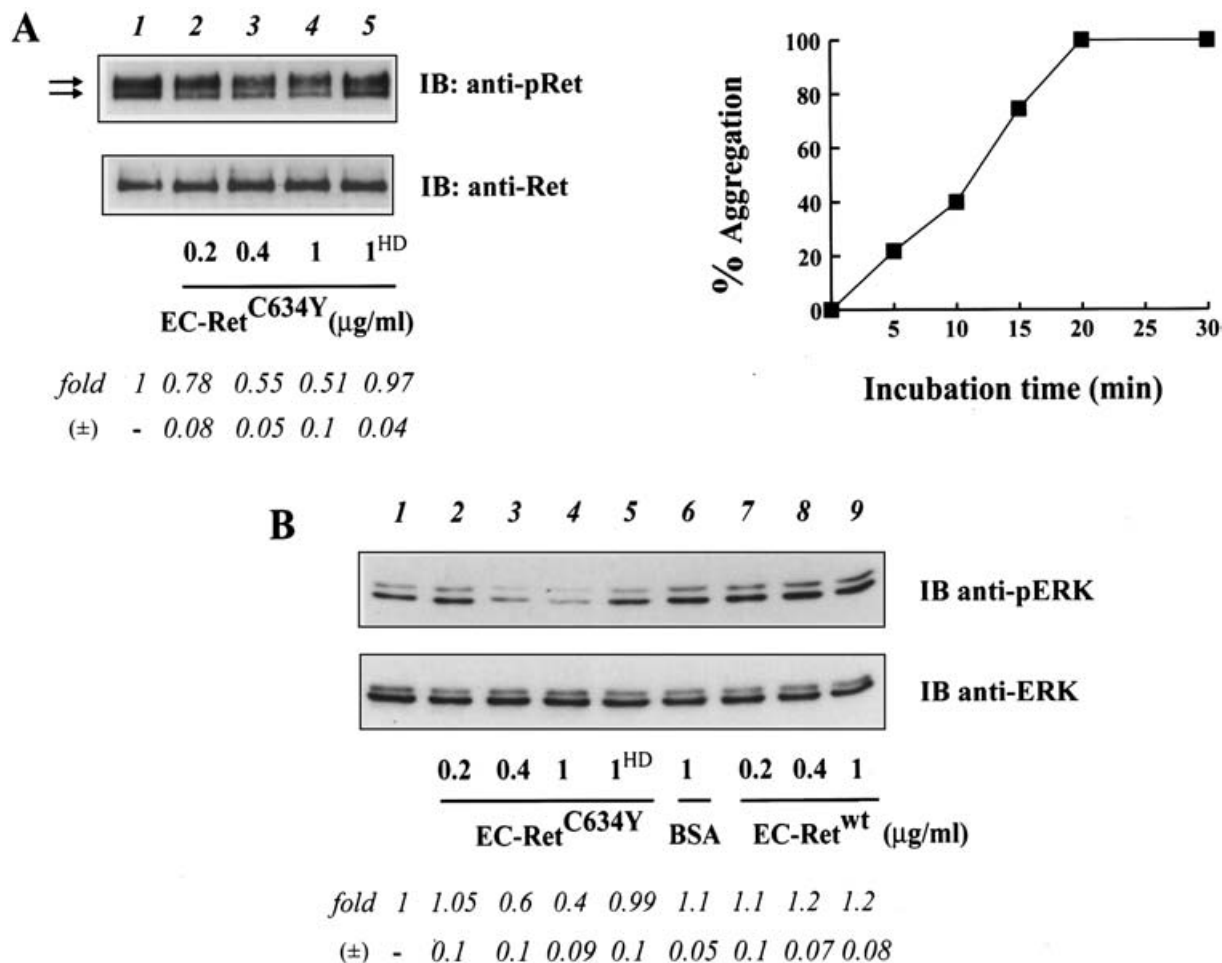 A
1 2 3 4 5
IB: anti-pRet
IB: anti-Ret
0.2 0.4 1 1HD
EC-Ret C634Y (µg/ml)
fold 1 0.78 0.55 0.51 0.97
(±) - 0.08 0.05 0.1 0.04
% Aggregation
100
80
60
40
20
0
5 10 15 20 25 30
Incubation time (min)
B
1 2 3 4 5 6 7 8 9
IB anti-pERK
IB anti-ERK
0.2 0.4 1 1HD 1 0.2 0.4 1
EC-Ret C634Y BSA EC-Ret wt (µg/ml)
fold 1 1.05 0.6 0.4 0.99 1.1 1.1 1.2 1.2
(±) - 0.1 0.1 0.09 0.1 0.05 0.1 0.07 0.08